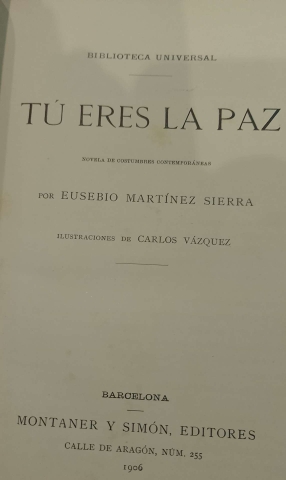 BIBLIOTECA UNIVERSAL
TÚ ERES LA PAZ
NOVELA DE COSTUMBRES CONTEMPORÁNEAS
POR EUSEBIO MARTÍNEZ SIERRA
ILUSTRACIONES DE CARLOS VÁZQUEZ
BARCELONA
MONTANER Y SIMÓN, EDITORES
CALLE DE ARAGÓN, NÚM. 255
1906